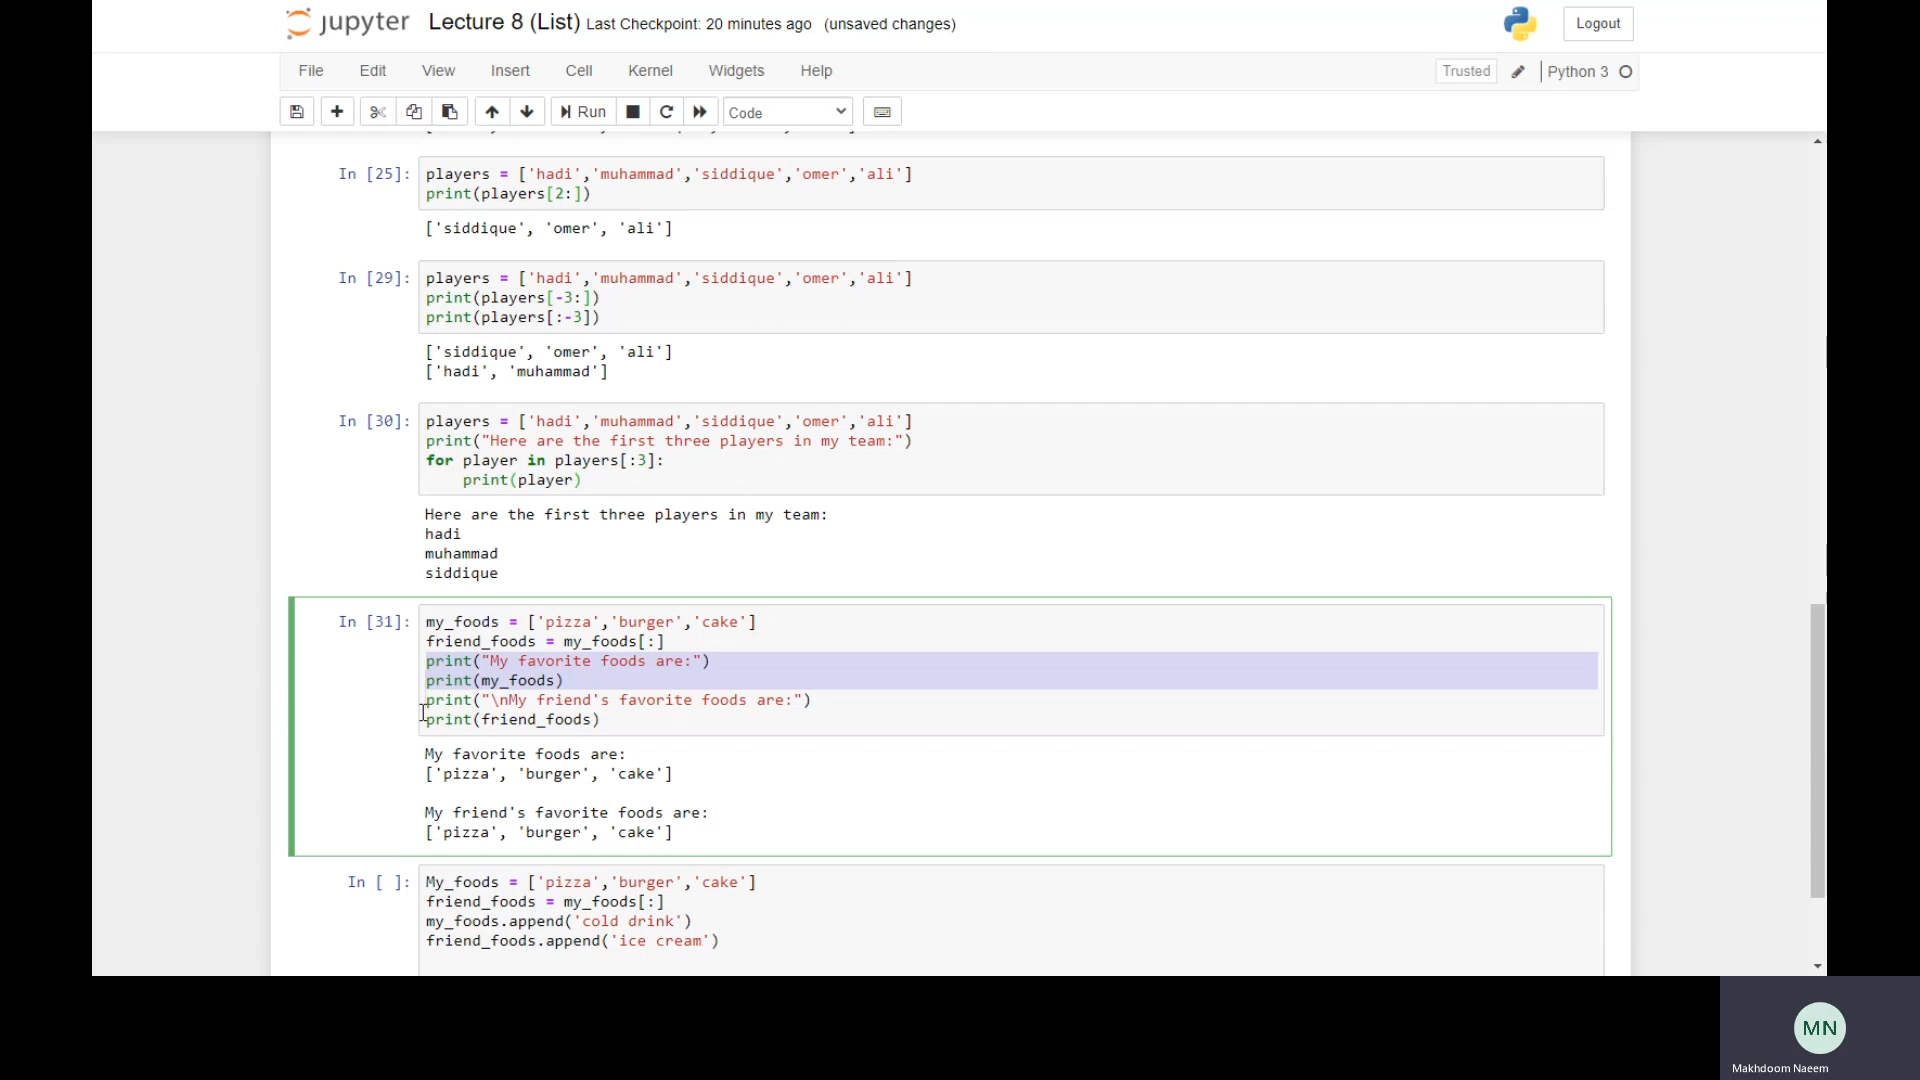 jupyter Lecture 8 (List) Last Checkpoint: 20 minutes ago (unsaved changes)
Logout
File Edit View Insert Cell Kernel Widgets Help
Trusted Python 3
Run Code
In [25]: players = ['hadi','muhammad','siddique','omer','ali']
print(players[2:])
['siddique', 'omer', 'ali']
In [29]: players = ['hadi','muhammad','siddique','omer','ali']
print(players[-3:])
print(players[:-3])
['siddique', 'omer', 'ali']
['hadi', 'muhammad']
In [30]: players = ['hadi','muhammad','siddique','omer','ali']
print("Here are the first three players in my team:")
for player in players[:3]:
    print(player)
Here are the first three players in my team:
hadi
muhammad
siddique
In [31]: my_foods = ['pizza','burger','cake']
friend_foods = my_foods[:]
print("My favorite foods are:")
print(my_foods)
print("\nMy friend's favorite foods are:")
print(friend_foods)
My favorite foods are:
['pizza', 'burger', 'cake']
My friend's favorite foods are:
['pizza', 'burger', 'cake']
In [ ]: My_foods = ['pizza','burger','cake']
friend_foods = my_foods[:]
my_foods.append('cold drink')
friend_foods.append('ice cream')
MN
Makhdoom Naeem